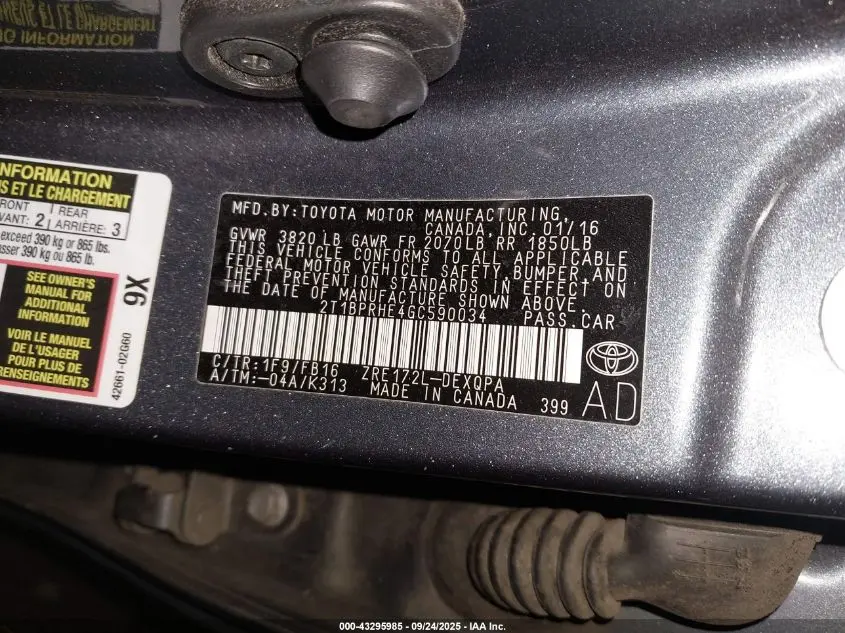 NG INFORMATION
INFORMATION
S ET LE CHARGEMENT
FRONT
VANT: 2
REAR
ARRIÈRE: 3
exceed 390 kg or 865 lbs.
sser 390 kg ou 865 lb.
SEE OWNER'S
MANUAL FOR
ADDITIONAL
INFORMATION
VOIR LE MANUEL
DE L'USAGER
POUR PLUS DE
RENSEIGNEMENTS
9X
42661-02G60
MFD.BY:TOYOTA MOTOR MANUFACTURING,
CANADA,INC.01/16
GVWR 3820LB GAWR FR 2070LB RR 1850LB
THIS VEHICLE CONFORMS TO ALL APPLICABLE
FEDERAL MOTOR VEHICLE SAFETY,BUMPER,AND
THEFT PREVENTION STANDARDS IN EFFECT ON
THE DATE OF MANUFACTURE SHOWN ABOVE.
2T1BPRHE4GC590034 PASS.CAR
C/TR:1F9/FB16 ZRE172L-DEXQPA
A/TM:-04A/K313 MADE IN CANADA 399
AD
000-43295985 - 09/24/2025 - IAA Inc.